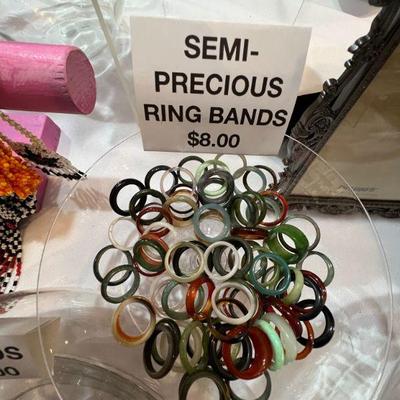 SEMI-
PRECIOUS
RING BANDS
$8.00